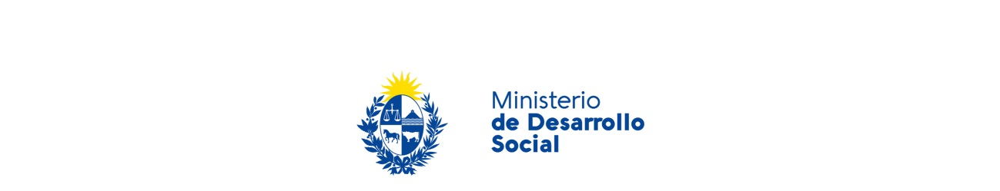 Ministerio
de Desarrollo
Social